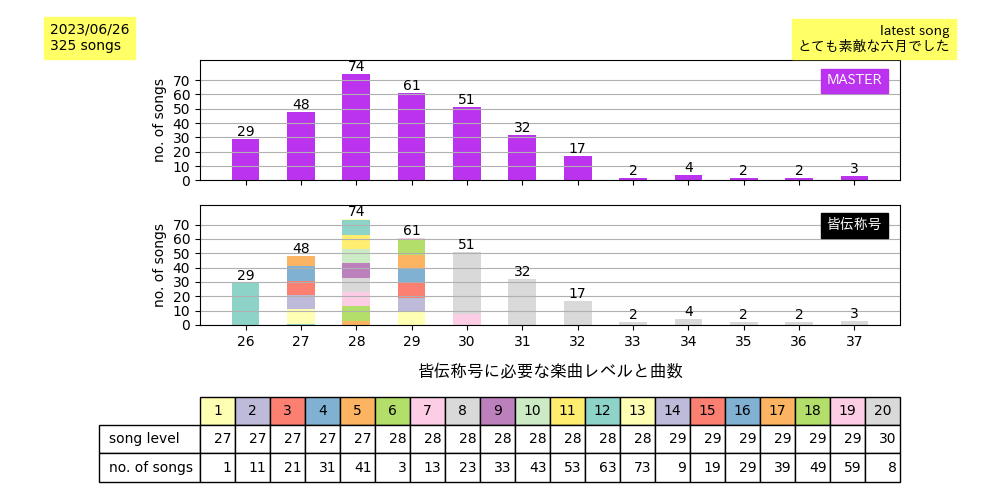 2023/06/26
325 songs
latest song
とても素敵な六月でした
MASTER
no. of songs
70
60
50
40
30
20
10
0
29 48 74 61 51 32 17 2 4 2 2 3
皆伝称号
no. of songs
70
60
50
40
30
20
10
0
29 48 74 61 51 32 17 2 4 2 2 3
26 27 28 29 30 31 32 33 34 35 36 37
皆伝称号に必要な楽曲レベルと曲数
1 2 3 4 5 6 7 8 9 10 11 12 13 14 15 16 17 18 19 20
song level 27 27 27 27 27 28 28 28 28 28 28 28 28 29 29 29 29 29 29 30
no. of songs 1 11 21 31 41 3 13 23 33 43 53 63 73 9 19 29 39 49 59 8